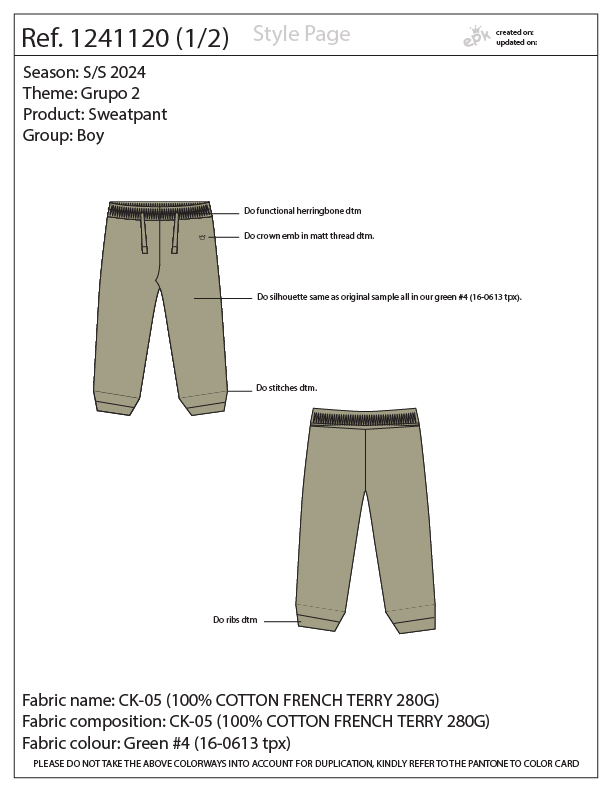 Ref. 1241120 (1/2)
Style Page
epk
created on:
updated on:
Season: S/S 2024
Theme: Grupo 2
Product: Sweatpant
Group: Boy
Do functional herringbone dtm
Do crown emb in matt thread dtm.
Do silhouette same as original sample all in our green #4 (16-0613 tpx).
Do stitches dtm.
Do ribs dtm
Fabric name: CK-05 (100% COTTON FRENCH TERRY 280G)
Fabric composition: CK-05 (100% COTTON FRENCH TERRY 280G)
Fabric colour: Green #4 (16-0613 tpx)
PLEASE DO NOT TAKE THE ABOVE COLORWAYS INTO ACCOUNT FOR DUPLICATION, KINDLY REFER TO THE PANTONE TO COLOR CARD